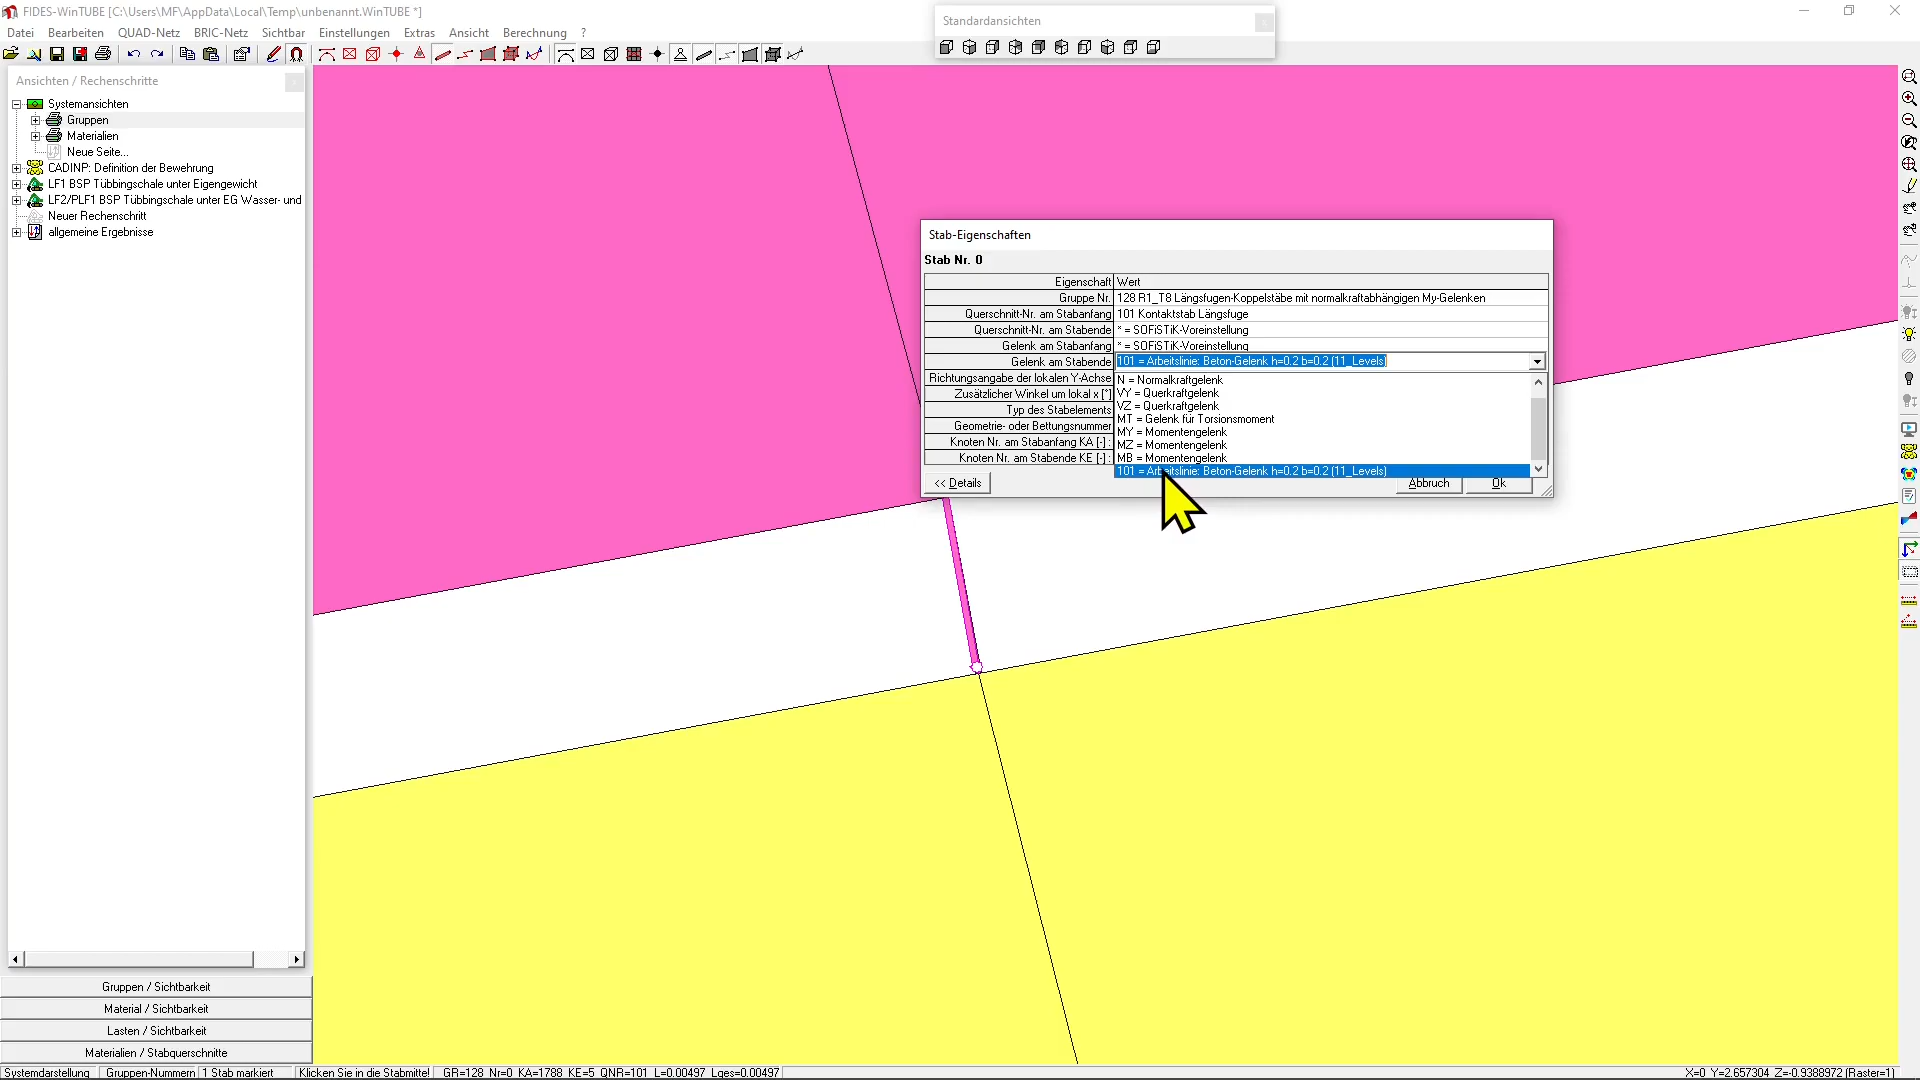 FIDES-WinTUBE [C:\Users\MF\AppData\Local\Temp\unbenannt.WinTUBE *]
Standardansichten
Datei Bearbeiten QUAD-Netz BRIC-Netz Sichtbar Einstellungen Extras Ansicht Berechnung ?
Ansichten / Rechenschritte
Systemansichten
Gruppen
Materialien
Neue Seite...
CADINP: Definition der Bewehrung
LF1 BSP Tübbingschale unter Eigengewicht
LF2/PLF1 BSP Tübbingschale unter EG Wasser- und
Neuer Rechenschritt
allgemeine Ergebnisse
Stab-Eigenschaften
Stab Nr. 0
Eigenschaft Wert
Gruppe Nr. 128 R1_T8 Längsfugen-Koppelstäbe mit normalkraftabhängigen My-Gelenken
Querschnitt-Nr. am Stabanfang 101 Kontaktstab Längsfuge
Querschnitt-Nr. am Stabende * = SOFiSTiK-Voreinstellung
Gelenk am Stabanfang * = SOFiSTiK-Voreinstellung
Gelenk am Stabende 101 = Arbeitslinie: Beton-Gelenk h=0.2 b=0.2 (11_Levels)
Richtungsangabe der lokalen Y-Achse
Zusätzlicher Winkel um lokal x [°]
Typ des Stabelements
Geometrie- oder Bettungsnummer
Knoten Nr. am Stabanfang KA [-] :
Knoten Nr. am Stabende KE [-] :
N = Normalkraftgelenk
VY = Querkraftgelenk
VZ = Querkraftgelenk
MT = Gelenk für Torsionsmoment
MY = Momentengelenk
MZ = Momentengelenk
MB = Momentengelenk
101 = Arbeitslinie: Beton-Gelenk h=0.2 b=0.2 (11_Levels)
<< Details Abbruch Ok
Gruppen / Sichtbarkeit
Material / Sichtbarkeit
Lasten / Sichtbarkeit
Materialien / Stabquerschnitte
Systemdarstellung Gruppen-Nummern 1 Stab markiert Klicken Sie in die Stabmitte! GR=128 Nr=0 KA=1788 KE=5 QNR=101 L=0.00497 Lges=0.00497 X=0 Y=2.657304 Z=-0.9388972 (Raster=1)